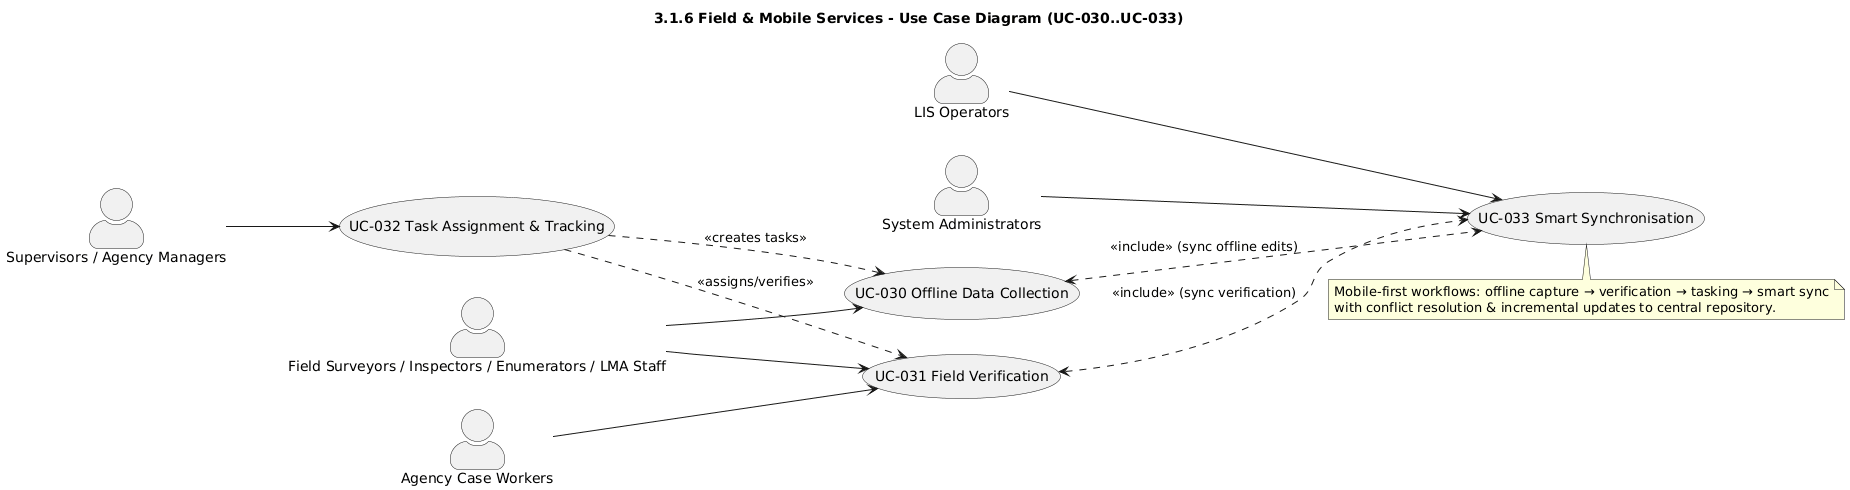 3.1.6 Field & Mobile Services - Use Case Diagram (UC-030..UC-033)
LIS Operators
System Administrators
Supervisors / Agency Managers
UC-032 Task Assignment & Tracking
UC-033 Smart Synchronisation
«creates tasks»
«include» (sync offline edits)
«assigns/verifies»
«include» (sync verification)
UC-030 Offline Data Collection
Mobile-first workflows: offline capture → verification → tasking → smart sync
with conflict resolution & incremental updates to central repository.
Field Surveyors / Inspectors / Enumerators / LMA Staff
UC-031 Field Verification
Agency Case Workers